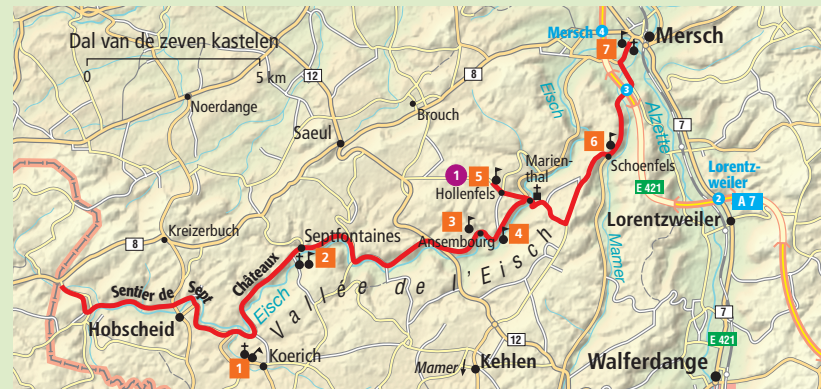 Dal van de zeven kastelen
0
5 km
12
8
Noerdange
Brouch
Saeul
Mersch
4
7
Mersch
3
Eisch
Alzette
7
6
Schoenfels
Marien-
thal
1
5
Hollenfels
E 421
Lorentz-
weiler
2
A 7
Lorentzweiler
3
4
Ansembourg
Kreizerbuch
8
Septfontaines
2
Sentier de Sept Châteaux
Eisch
Vallée de l'Eisch
Mamer
Hobscheid
1
Koerich
12
Mamer
Kehlen
7
E 421
Walferdange